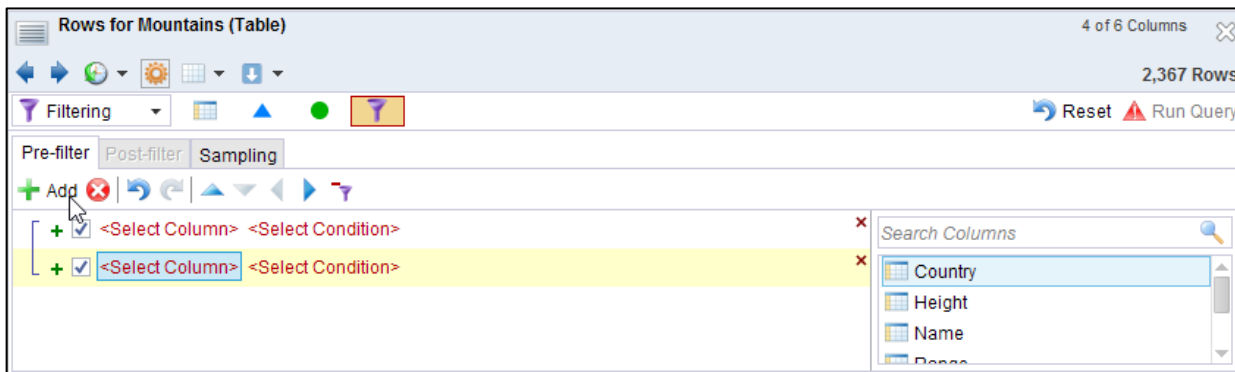 Rows for Mountains (Table) 4 of 6 Columns
2,367 Rows
Filtering Reset Run Query
Pre-filter Post-filter Sampling
Add
<Select Column> <Select Condition>
<Select Column> <Select Condition>
Search Columns
Country
Height
Name